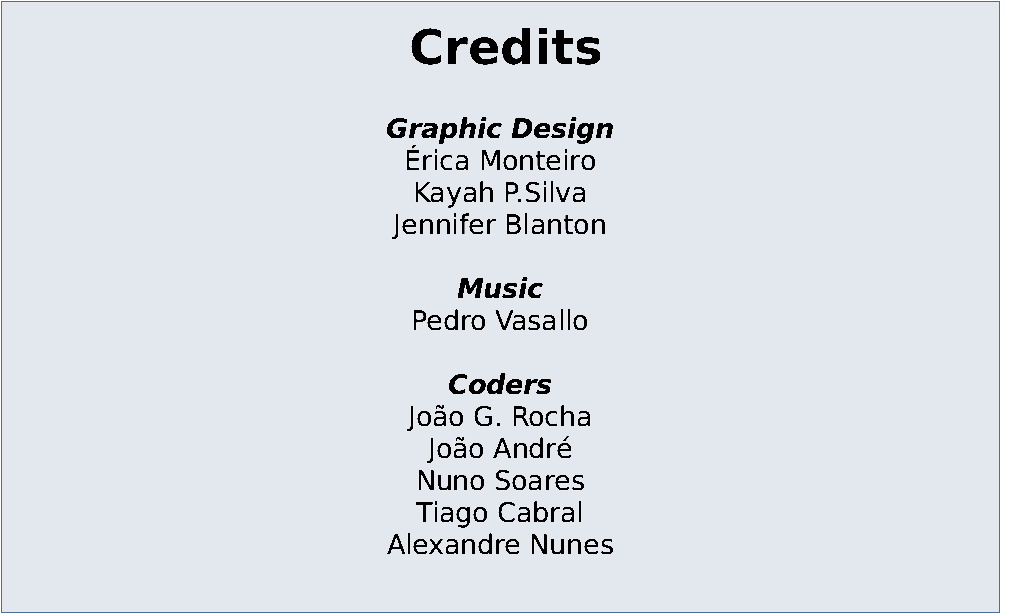 Credits
Graphic Design
Érica Monteiro
Kayah P.Silva
Jennifer Blanton
Music
Pedro Vasallo
Coders
João G. Rocha
João André
Nuno Soares
Tiago Cabral
Alexandre Nunes